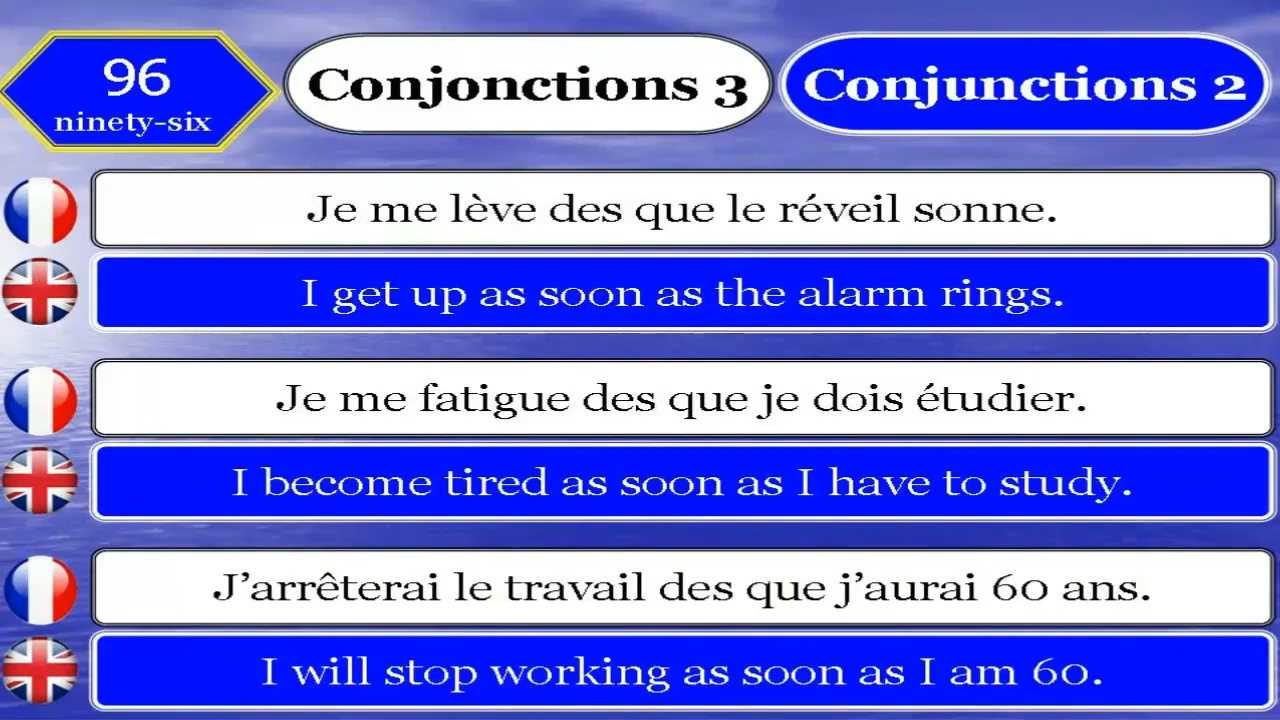 96
ninety-six
Conjonctions 3
Conjunctions 2
Je me lève des que le réveil sonne.
I get up as soon as the alarm rings.
Je me fatigue des que je dois étudier.
I become tired as soon as I have to study.
J’arrêterai le travail des que j’aurai 60 ans.
I will stop working as soon as I am 60.